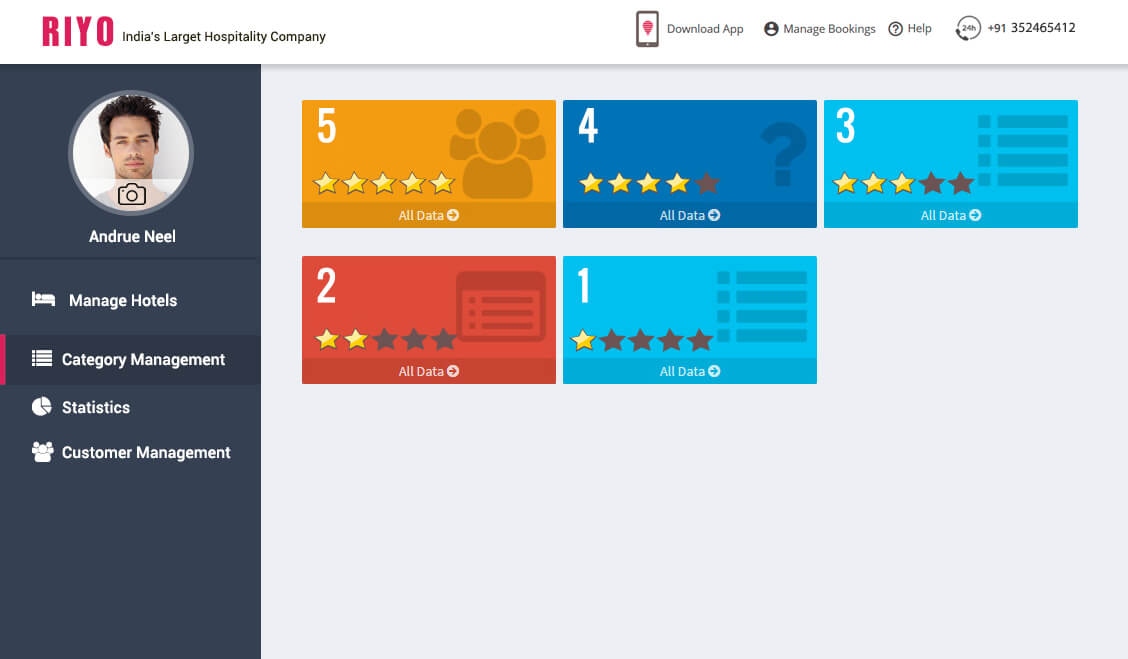 RIYO India's Larget Hospitality Company
Download App
Manage Bookings
Help
24h +91 352465412
Andrue Neel
Manage Hotels
Category Management
Statistics
Customer Management
5
All Data
4
?
All Data
3
All Data
2
All Data
1
All Data